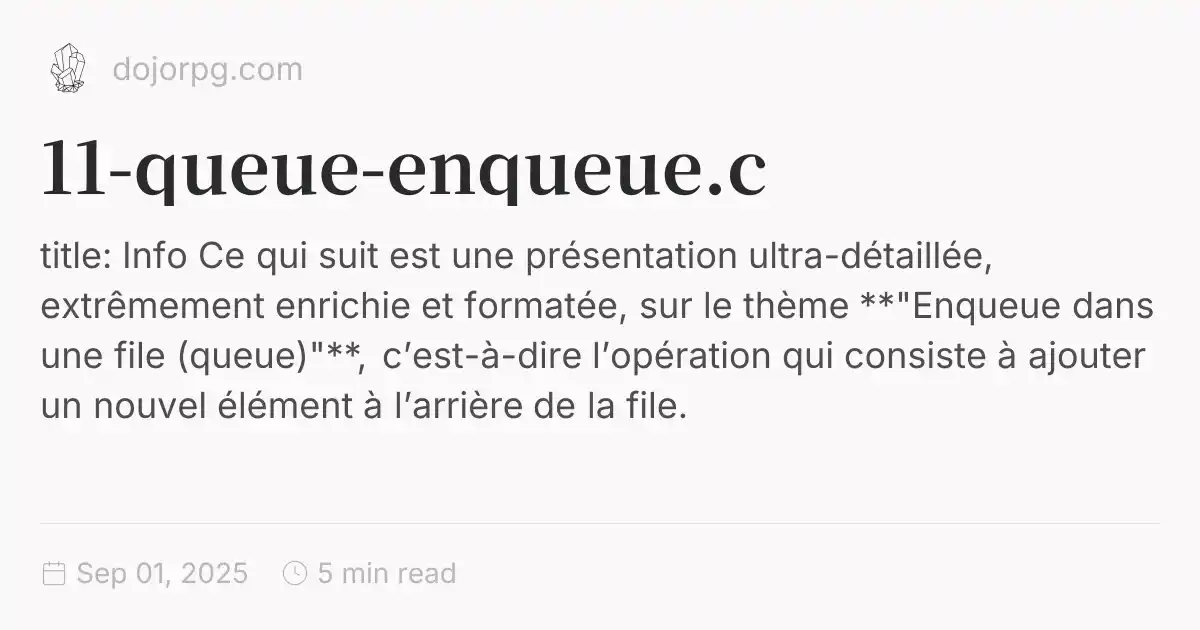 dojorpg.com
11-queue-enqueue.c
title: Info Ce qui suit est une présentation ultra-détaillée,
extrêmement enrichie et formatée, sur le thème **"Enqueue dans
une file (queue)"**, c’est-à-dire l’opération qui consiste à ajouter
un nouvel élément à l’arrière de la file.
Sep 01, 2025 5 min read